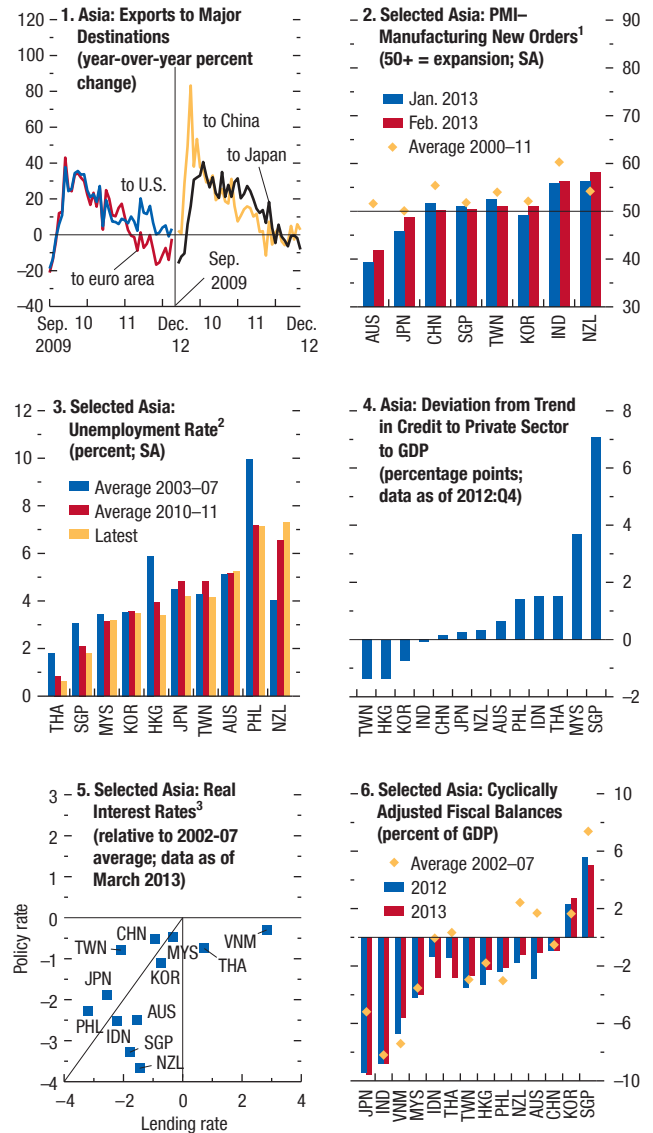 1. Asia: Exports to Major
Destinations
(year-over-year percent
change)
120
100
80
60
40
20
0
−20
−40
to China
to Japan
to U.S.
to euro area
Sep.
2009
Sep.
2009
10
11
Dec.
12
10
11
Dec.
12
2. Selected Asia: PMI–
Manufacturing New Orders¹
(50+ = expansion; SA)
90
80
70
60
50
40
30
Jan. 2013
Feb. 2013
Average 2000–11
AUS
JPN
CHN
SGP
TWN
KOR
IND
NZL
3. Selected Asia:
Unemployment Rate²
(percent; SA)
12
10
8
6
4
2
0
Average 2003–07
Average 2010–11
Latest
THA
SGP
MYS
KOR
HKG
JPN
TWN
AUS
PHL
NZL
4. Asia: Deviation from Trend
in Credit to Private Sector
to GDP
(percentage points;
data as of 2012:Q4)
8
6
4
2
0
−2
TWN
HKG
KOR
IND
CHN
JPN
NZL
AUS
PHL
IDN
THA
MYS
SGP
5. Selected Asia: Real
Interest Rates³
(relative to 2002-07
average; data as of
March 2013)
Policy rate
3
2
1
0
−1
−2
−3
−4
CHN
TWN
MYS
VNM
THA
KOR
JPN
PHL
IDN
AUS
SGP
NZL
−4
−2
0
2
4
Lending rate
6. Selected Asia: Cyclically
Adjusted Fiscal Balances
(percent of GDP)
10
6
2
−2
−6
−10
Average 2002–07
2012
2013
JPN
IND
VNM
MYS
IDN
THA
TWN
HKG
PHL
NZL
AUS
CHN
KOR
SGP